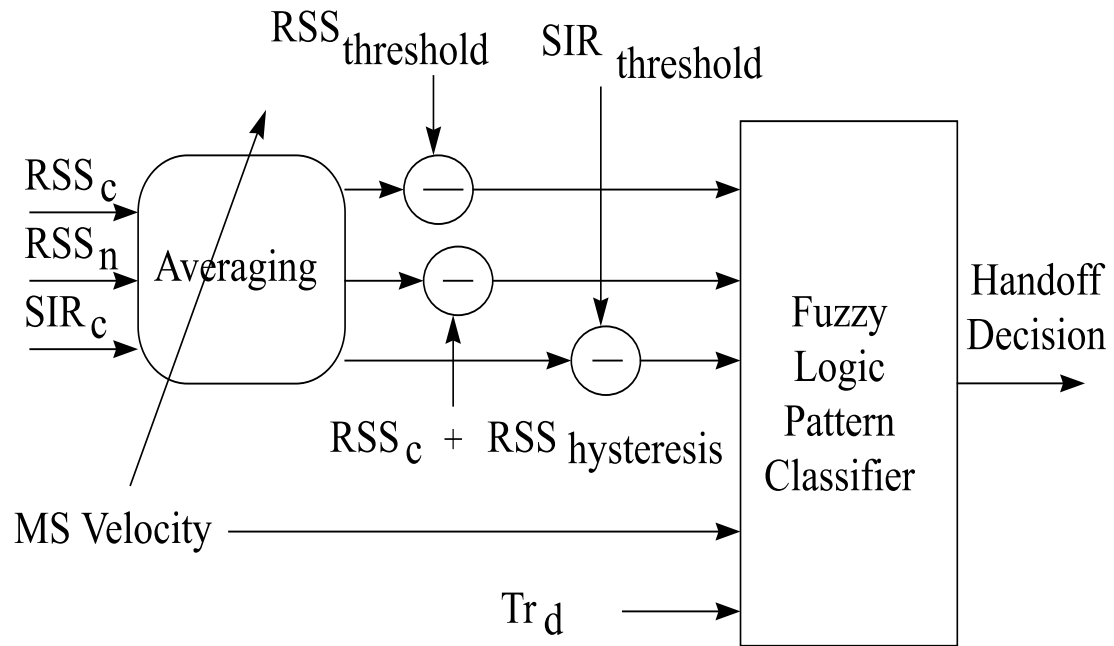 RSS threshold
SIR threshold
RSS c
RSS n
SIR c
Averaging
RSS c + RSS hysteresis
MS Velocity
Tr d
Fuzzy
Logic
Pattern
Classifier
Handoff
Decision